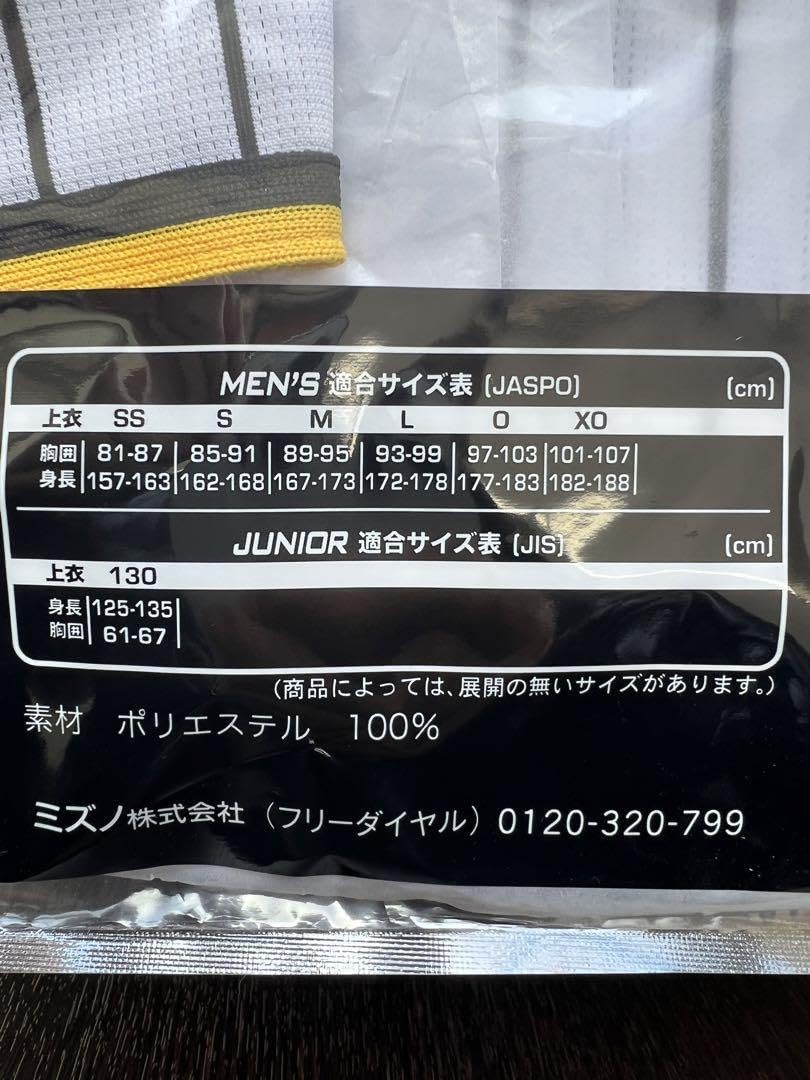 MEN'S 適合サイズ表 [JASPO] [cm]
上衣 SS S M L O XO
胸囲 81-87 85-91 89-95 93-99 97-103 101-107
身長 157-163 162-168 167-173 172-178 177-183 182-188
JUNIOR 適合サイズ表 [JIS] [cm]
上衣 130
身長 125-135
胸囲 61-67
(商品によっては、展開の無いサイズがあります。)
素材 ポリエステル 100%
ミズノ株式会社 (フリーダイヤル) 0120-320-799